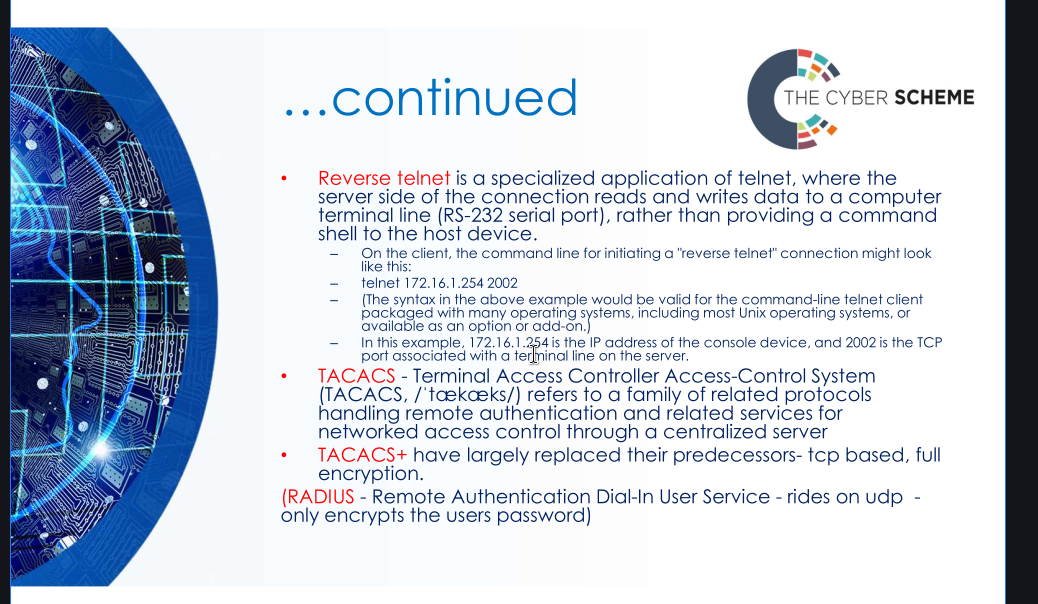 ...continued
THE CYBER SCHEME
• Reverse telnet is a specialized application of telnet, where the
server side of the connection reads and writes data to a computer
terminal line (RS-232 serial port), rather than providing a command
shell to the host device.
– On the client, the command line for initiating a "reverse telnet" connection might look
like this:
– telnet 172.16.1.254 2002
– (The syntax in the above example would be valid for the command-line telnet client
packaged with many operating systems, including most Unix operating systems, or
available as an option or add-on.)
– In this example, 172.16.1.254 is the IP address of the console device, and 2002 is the TCP
port associated with a terminal line on the server.
• TACACS - Terminal Access Controller Access-Control System
(TACACS, /ˈtækæks/) refers to a family of related protocols
handling remote authentication and related services for
networked access control through a centralized server
• TACACS+ have largely replaced their predecessors- tcp based, full
encryption.
(RADIUS - Remote Authentication Dial-In User Service - rides on udp  -
only encrypts the users password)